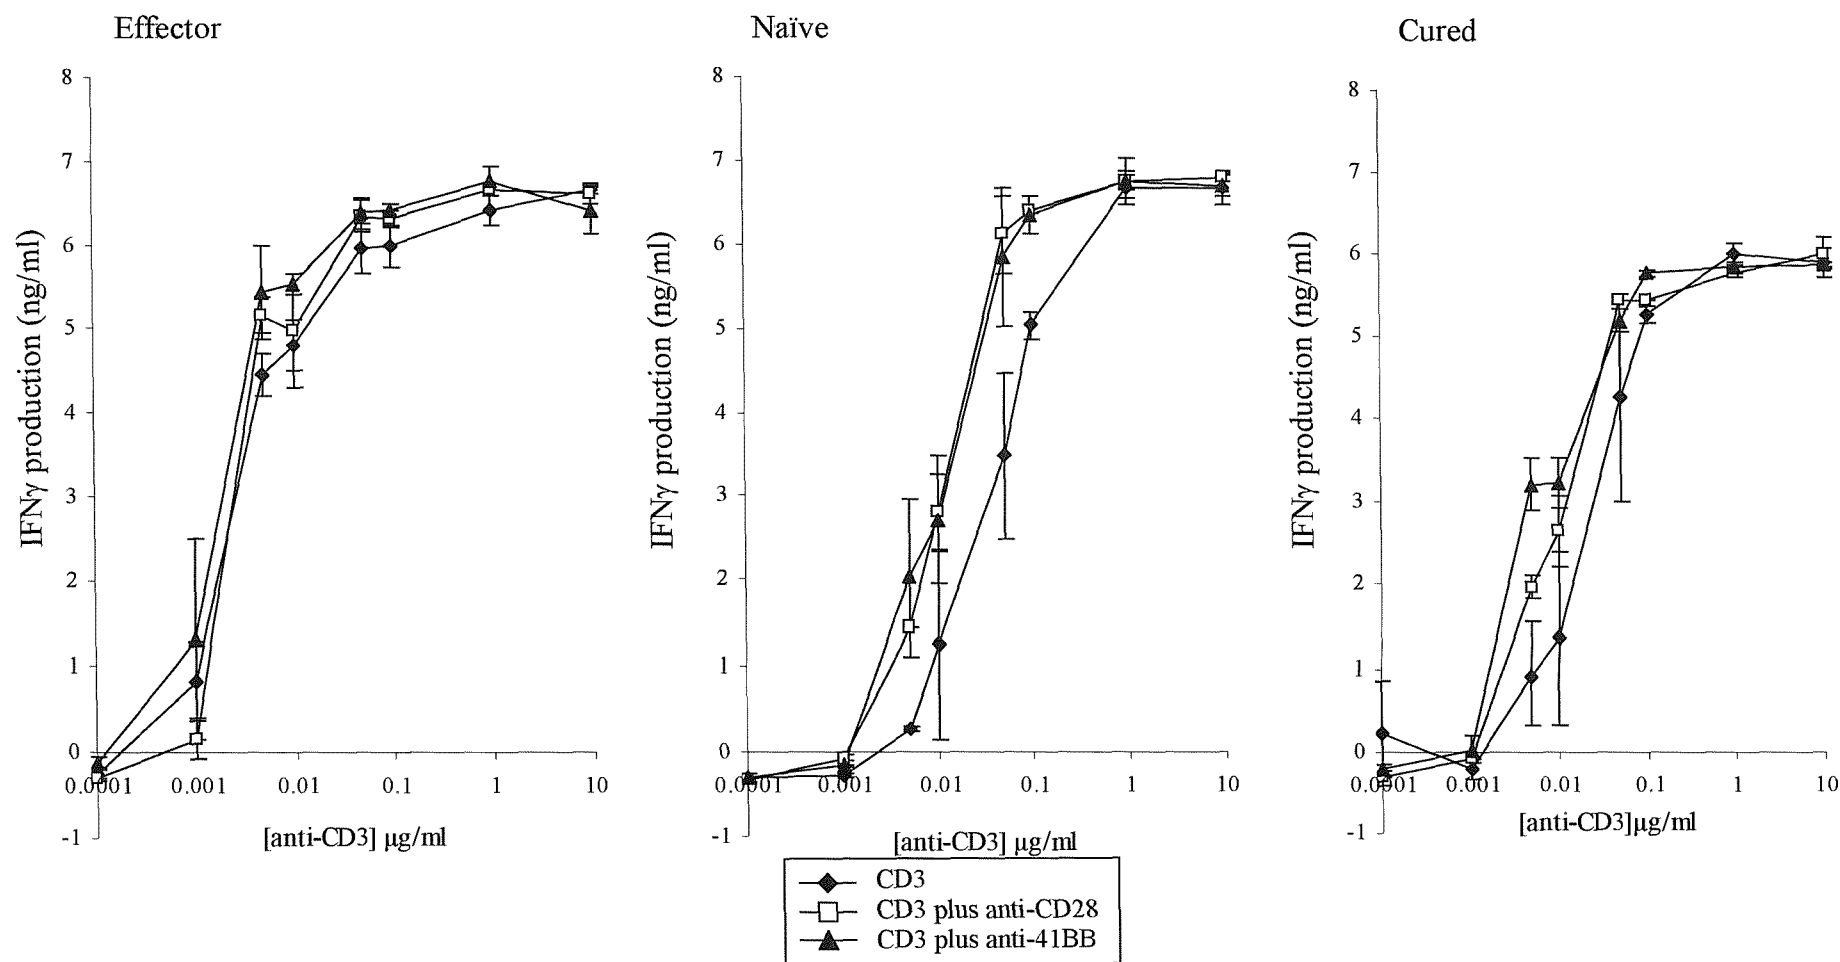 Effector
Naïve
Cured
8
7
6
5
4
3
2
1
0
-1
IFNγ production (ng/ml)
0.0001 0.001 0.01 0.1 1 10
[anti-CD3] µg/ml
8
7
6
5
4
3
2
1
0
-1
IFNγ production (ng/ml)
0.0001 0.001 0.01 0.1 1 10
[anti-CD3] µg/ml
8
7
6
5
4
3
2
1
0
-1
IFNγ production (ng/ml)
0.0001 0.001 0.01 0.1 1 10
[anti-CD3]µg/ml
CD3
CD3 plus anti-CD28
CD3 plus anti-41BB